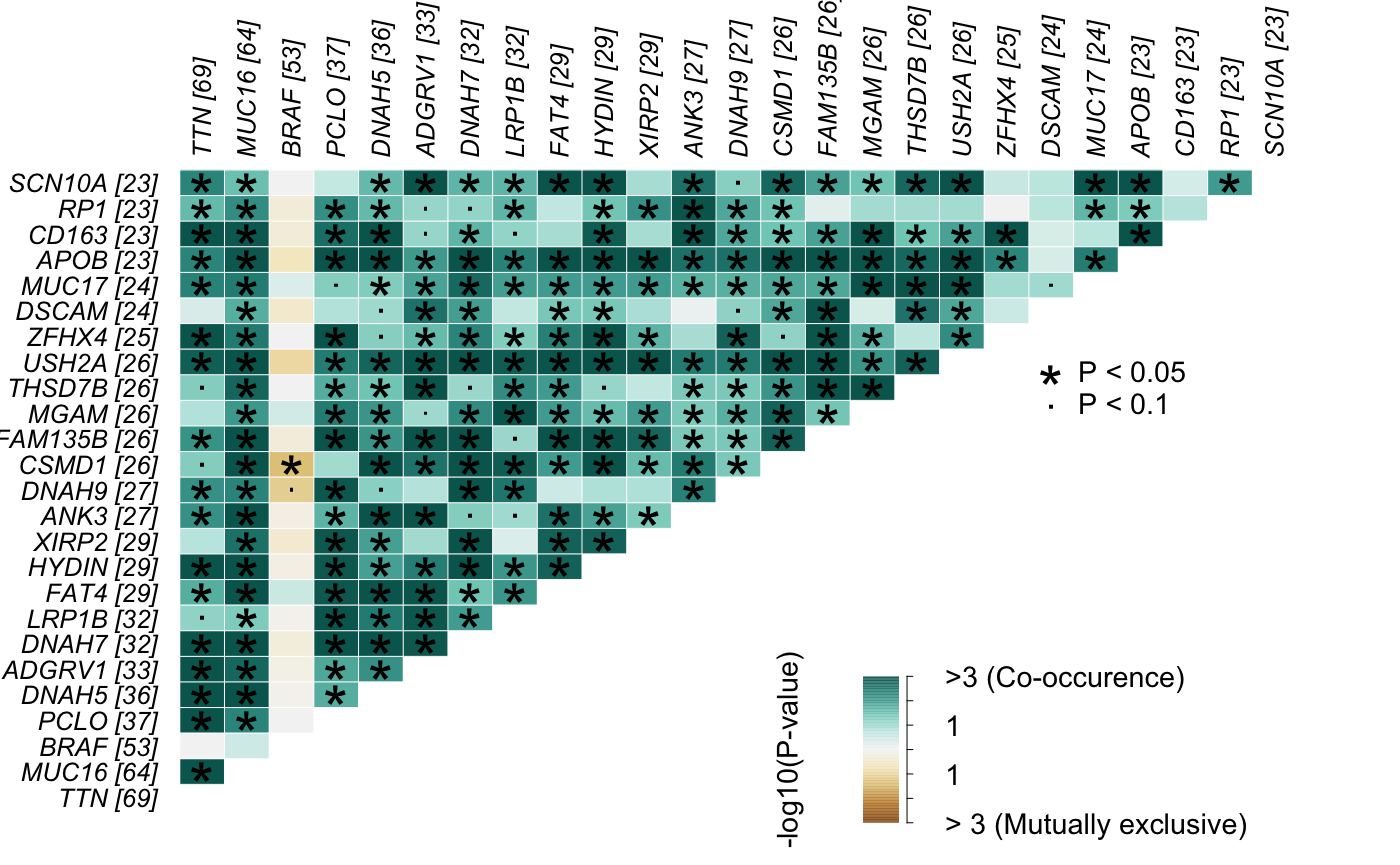 TTN [69]
MUC16 [64]
BRAF [53]
PCLO [37]
DNAH5 [36]
ADGRV1 [33]
DNAH7 [32]
LRP1B [32]
FAT4 [29]
HYDIN [29]
XIRP2 [29]
ANK3 [27]
DNAH9 [27]
CSMD1 [26]
FAM135B [26]
MGAM [26]
THSD7B [26]
USH2A [26]
ZFHX4 [25]
DSCAM [24]
MUC17 [24]
APOB [23]
CD163 [23]
RP1 [23]
SCN10A [23]
SCN10A [23]
RP1 [23]
CD163 [23]
APOB [23]
MUC17 [24]
DSCAM [24]
ZFHX4 [25]
USH2A [26]
THSD7B [26]
MGAM [26]
FAM135B [26]
CSMD1 [26]
DNAH9 [27]
ANK3 [27]
XIRP2 [29]
HYDIN [29]
FAT4 [29]
LRP1B [32]
DNAH7 [32]
ADGRV1 [33]
DNAH5 [36]
PCLO [37]
BRAF [53]
MUC16 [64]
TTN [69]
* P < 0.05
· P < 0.1
-log10(P-value)
>3 (Co-occurence)
1
1
> 3 (Mutually exclusive)